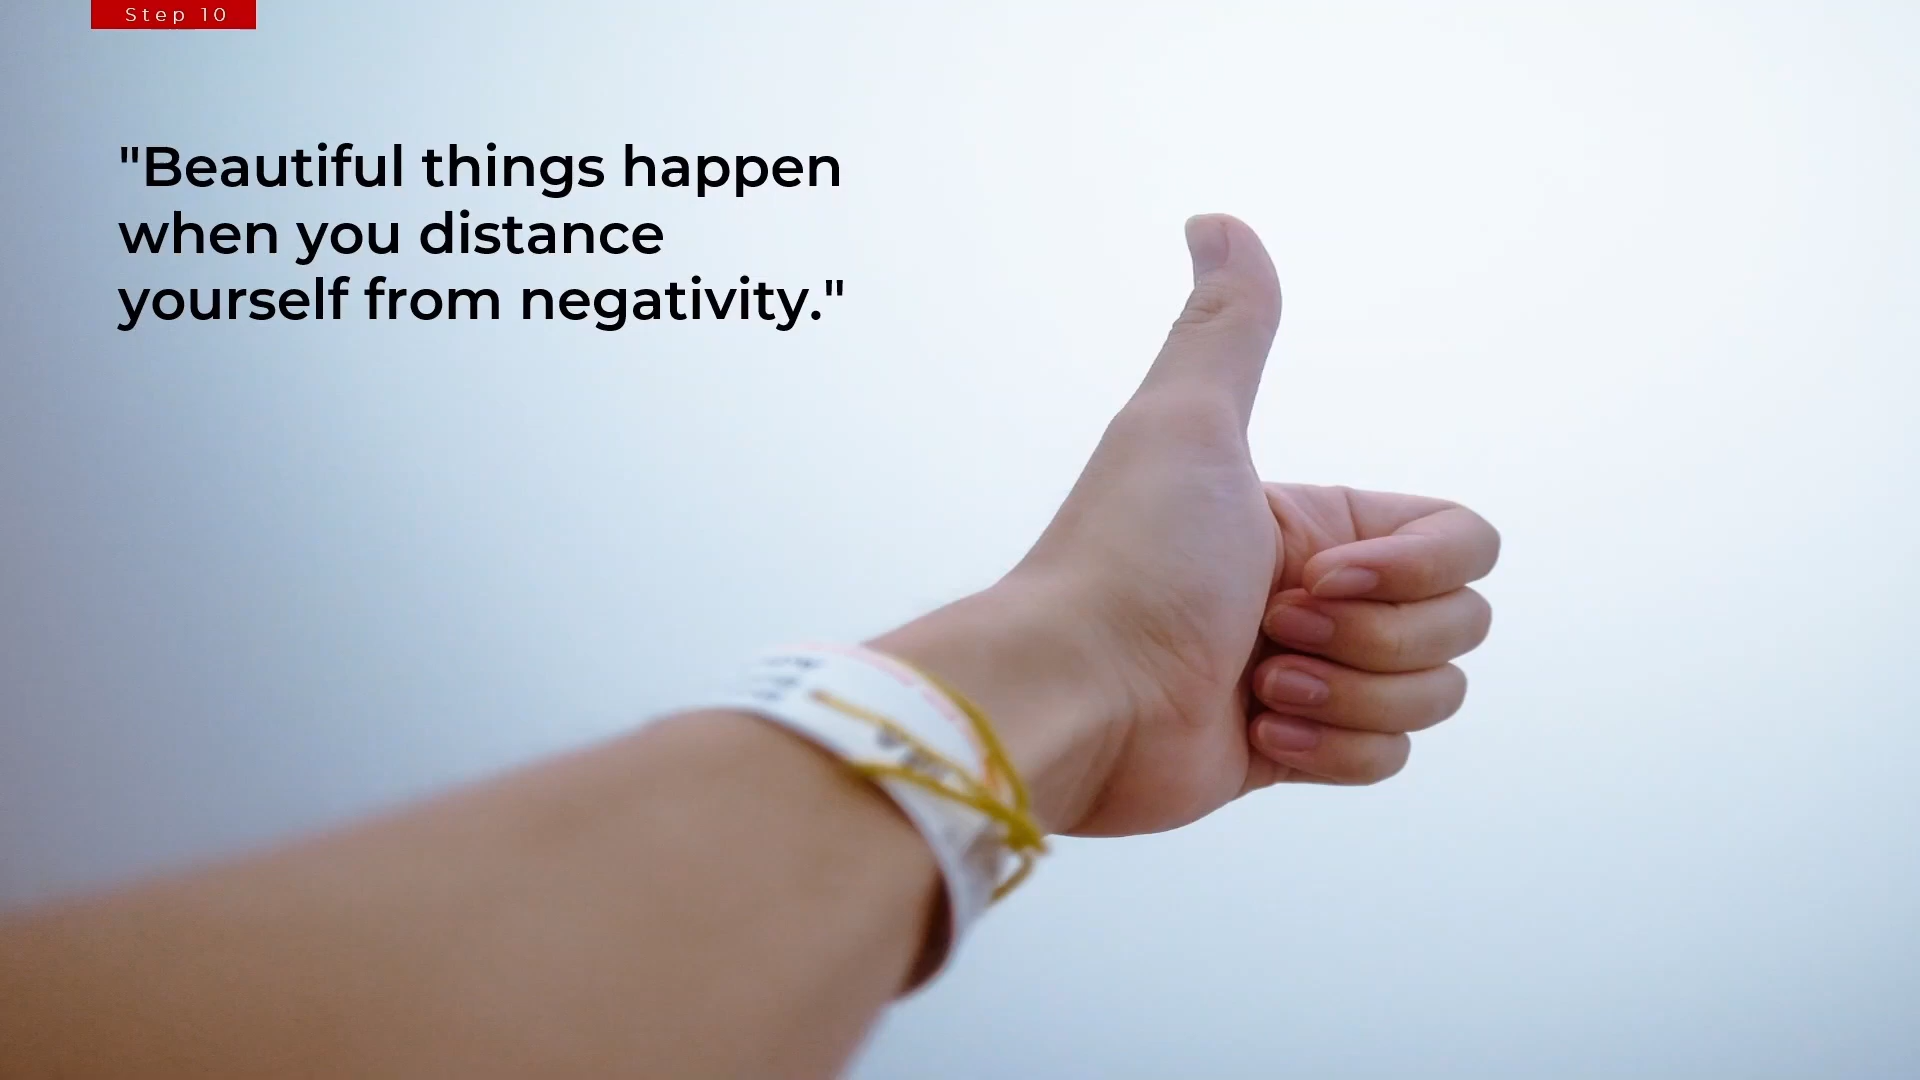 Step 10
"Beautiful things happen
when you distance
yourself from negativity."